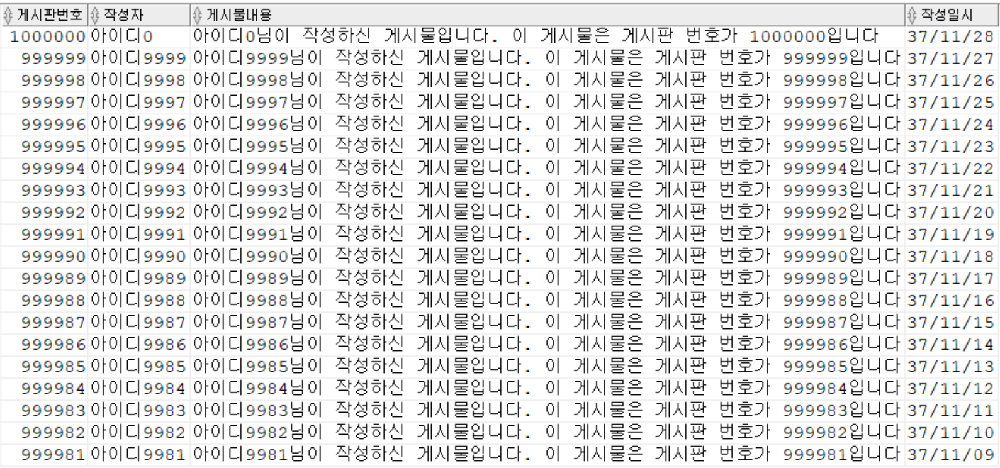 게시판번호 작성자 게시물내용 작성일시
1000000 아이디0 아이디0님이 작성하신 게시물입니다. 이 게시물은 게시판 번호가 1000000입니다 37/11/28
999999 아이디9999 아이디9999님이 작성하신 게시물입니다. 이 게시물은 게시판 번호가 999999입니다 37/11/27
999998 아이디9998 아이디9998님이 작성하신 게시물입니다. 이 게시물은 게시판 번호가 999998입니다 37/11/26
999997 아이디9997 아이디9997님이 작성하신 게시물입니다. 이 게시물은 게시판 번호가 999997입니다 37/11/25
999996 아이디9996 아이디9996님이 작성하신 게시물입니다. 이 게시물은 게시판 번호가 999996입니다 37/11/24
999995 아이디9995 아이디9995님이 작성하신 게시물입니다. 이 게시물은 게시판 번호가 999995입니다 37/11/23
999994 아이디9994 아이디9994님이 작성하신 게시물입니다. 이 게시물은 게시판 번호가 999994입니다 37/11/22
999993 아이디9993 아이디9993님이 작성하신 게시물입니다. 이 게시물은 게시판 번호가 999993입니다 37/11/21
999992 아이디9992 아이디9992님이 작성하신 게시물입니다. 이 게시물은 게시판 번호가 999992입니다 37/11/20
999991 아이디9991 아이디9991님이 작성하신 게시물입니다. 이 게시물은 게시판 번호가 999991입니다 37/11/19
999990 아이디9990 아이디9990님이 작성하신 게시물입니다. 이 게시물은 게시판 번호가 999990입니다 37/11/18
999989 아이디9989 아이디9989님이 작성하신 게시물입니다. 이 게시물은 게시판 번호가 999989입니다 37/11/17
999988 아이디9988 아이디9988님이 작성하신 게시물입니다. 이 게시물은 게시판 번호가 999988입니다 37/11/16
999987 아이디9987 아이디9987님이 작성하신 게시물입니다. 이 게시물은 게시판 번호가 999987입니다 37/11/15
999986 아이디9986 아이디9986님이 작성하신 게시물입니다. 이 게시물은 게시판 번호가 999986입니다 37/11/14
999985 아이디9985 아이디9985님이 작성하신 게시물입니다. 이 게시물은 게시판 번호가 999985입니다 37/11/13
999984 아이디9984 아이디9984님이 작성하신 게시물입니다. 이 게시물은 게시판 번호가 999984입니다 37/11/12
999983 아이디9983 아이디9983님이 작성하신 게시물입니다. 이 게시물은 게시판 번호가 999983입니다 37/11/11
999982 아이디9982 아이디9982님이 작성하신 게시물입니다. 이 게시물은 게시판 번호가 999982입니다 37/11/10
999981 아이디9981 아이디9981님이 작성하신 게시물입니다. 이 게시물은 게시판 번호가 999981입니다 37/11/09